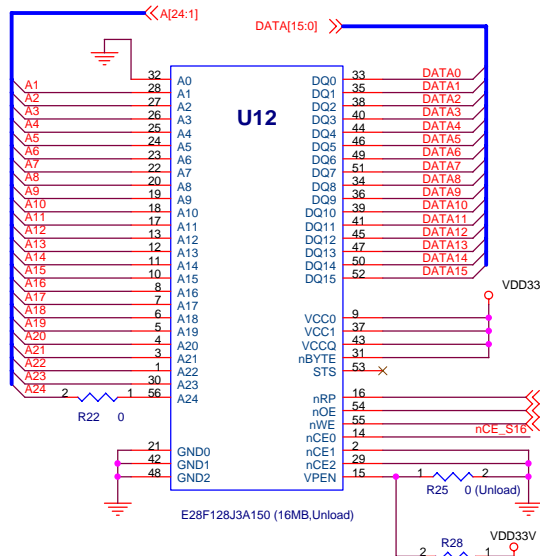 A[24:1]
DATA[15:0]
U12
32 A0 DQ0 33 DATA0
A1 28 A1 DQ1 35 DATA1
A2 27 A2 DQ2 38 DATA2
A3 26 A3 DQ3 40 DATA3
A4 25 A4 DQ4 44 DATA4
A5 24 A5 DQ5 46 DATA5
A6 23 A6 DQ6 49 DATA6
A7 22 A7 DQ7 51 DATA7
A8 20 A8 DQ8 34 DATA8
A9 19 A9 DQ9 36 DATA9
A10 18 A10 DQ10 39 DATA10
A11 17 A11 DQ11 41 DATA11
A12 13 A12 DQ12 45 DATA12
A13 12 A13 DQ13 47 DATA13
A14 11 A14 DQ14 50 DATA14
A15 10 A15 DQ15 52 DATA15
A16 8 A16
VDD33
A17 7 A17
A18 6 A18 VCC0 9
A19 5 A19 VCC1 37
A20 4 A20 VCCQ 43
A21 3 A21 nBYTE 31
A22 1 A22 STS 53
A23 30 A23
A24 2 1 56 A24 nRP 16
R22 0
nOE 54
nWE 55
nCE0 14 nCE_S16
21 GND0 nCE1 2
42 GND1 nCE2 29
48 GND2 VPEN 15 1 2
R25 0 (Unload)
E28F128J3A150 (16MB,Unload)
VDD33V
2 R28 1